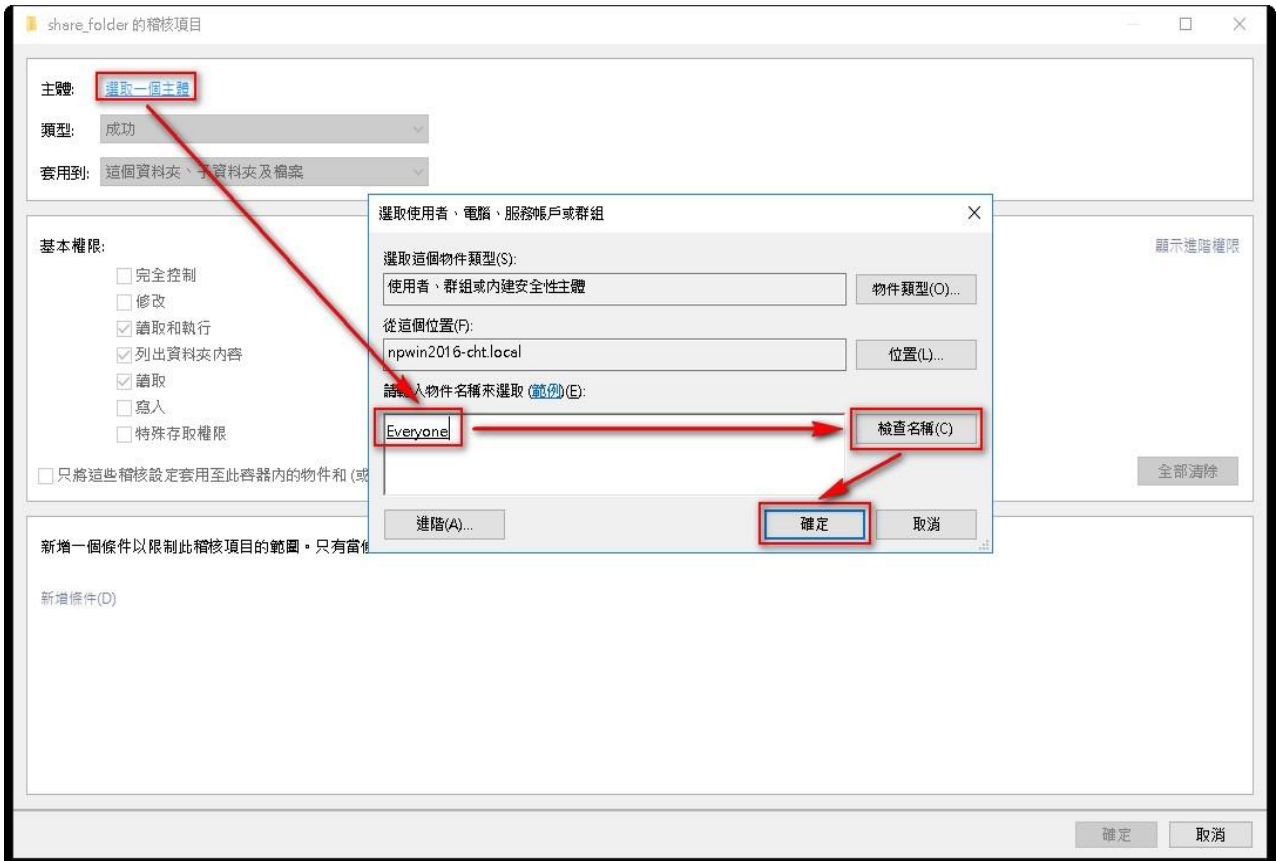 share_folder 的稽核項目
主體: 選取一個主體
類型: 成功
套用到: 這個資料夾、子資料夾及檔案
基本權限:
顯示進階權限
完全控制
修改
讀取和執行
列出資料夾內容
讀取
寫入
特殊存取權限
只將這些稽核設定套用至此容器內的物件和 (或
全部清除
新增一個條件以限制此稽核項目的範圍。只有當
新增條件(D)
選取使用者、電腦、服務帳戶或群組
選取這個物件類型(S):
使用者、群組或內建安全性主體
物件類型(O)...
從這個位置(F):
npwin2016-cht.local
位置(L)...
請輸入物件名稱來選取 (範例)(E):
Everyone
檢查名稱(C)
進階(A)...
確定
取消
確定
取消